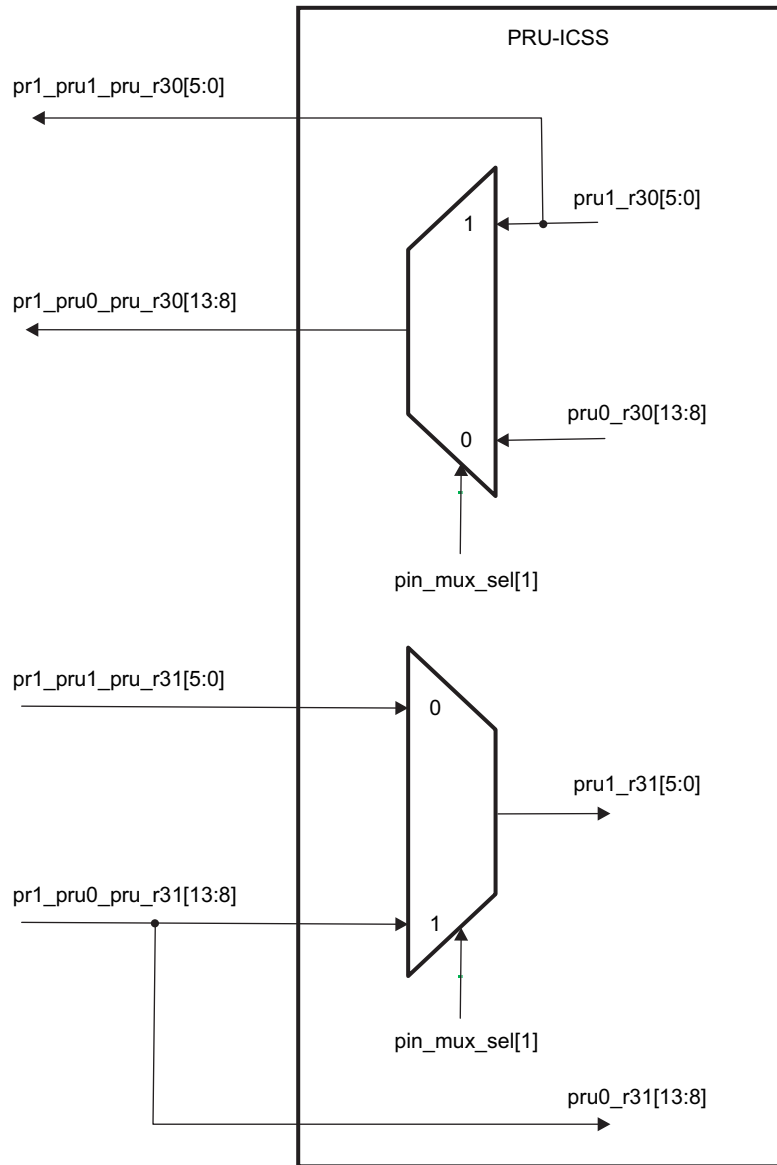 PRU-ICSS
pr1_pru1_pru_r30[5:0]
pru1_r30[5:0]
1
pr1_pru0_pru_r30[13:8]
pru0_r30[13:8]
0
pin_mux_sel[1]
pr1_pru1_pru_r31[5:0]
0
pru1_r31[5:0]
pr1_pru0_pru_r31[13:8]
1
pin_mux_sel[1]
pru0_r31[13:8]